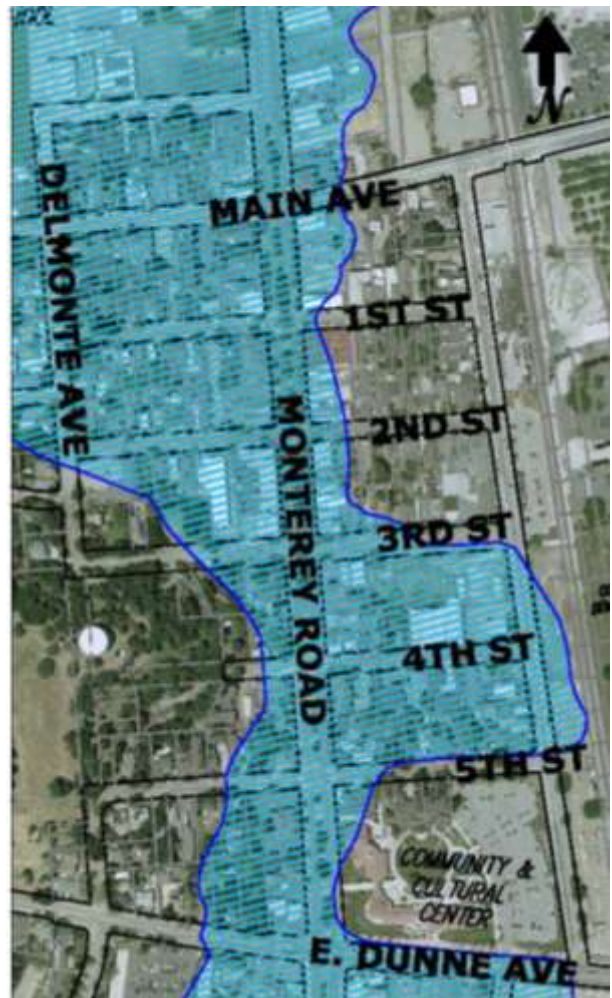 N
MAIN AVE
DELMONTE AVE
1ST ST
MONTEREY ROAD
2ND ST
3RD ST
4TH ST
5TH ST
COMMUNITY &
CULTURAL
CENTER
E. DUNNE AVE